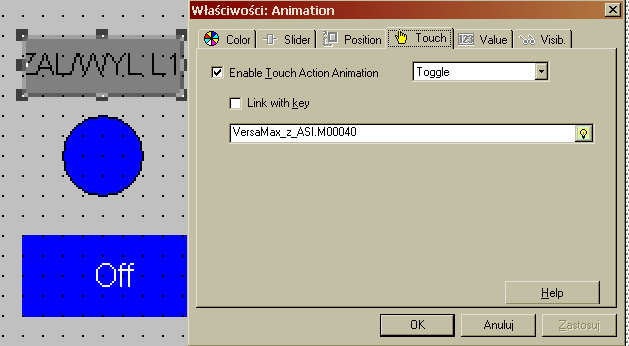 ZAL/WYL L1
Off
Właściwości: Animation
Color Slider Position Touch Value Visib.
Enable Touch Action Animation Toggle
Link with key
VersaMax_z_ASI.M00040
Help
OK Anuluj Zastosuj